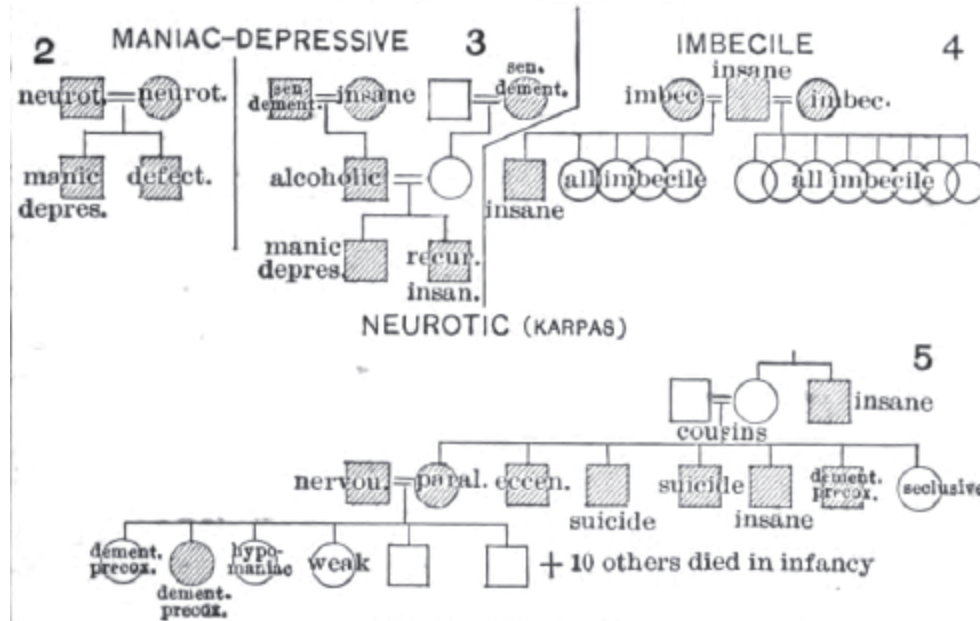 2 MANIAC-DEPRESSIVE 3 IMBECILE 4
neurot. neurot.
manic depres. defect.
sen. dement. insane
sen. dement.
alcoholic
manic depres.
recur. insan.
imbec. insane imbec.
insane all imbecile all imbecile
NEUROTIC (KARPAS)
5
insane
cousins
nervou. paral. eccen. suicide suicide insane dement. precox. seclusive
dement. precox. dement. precox. hypo-maniac weak + 10 others died in infancy